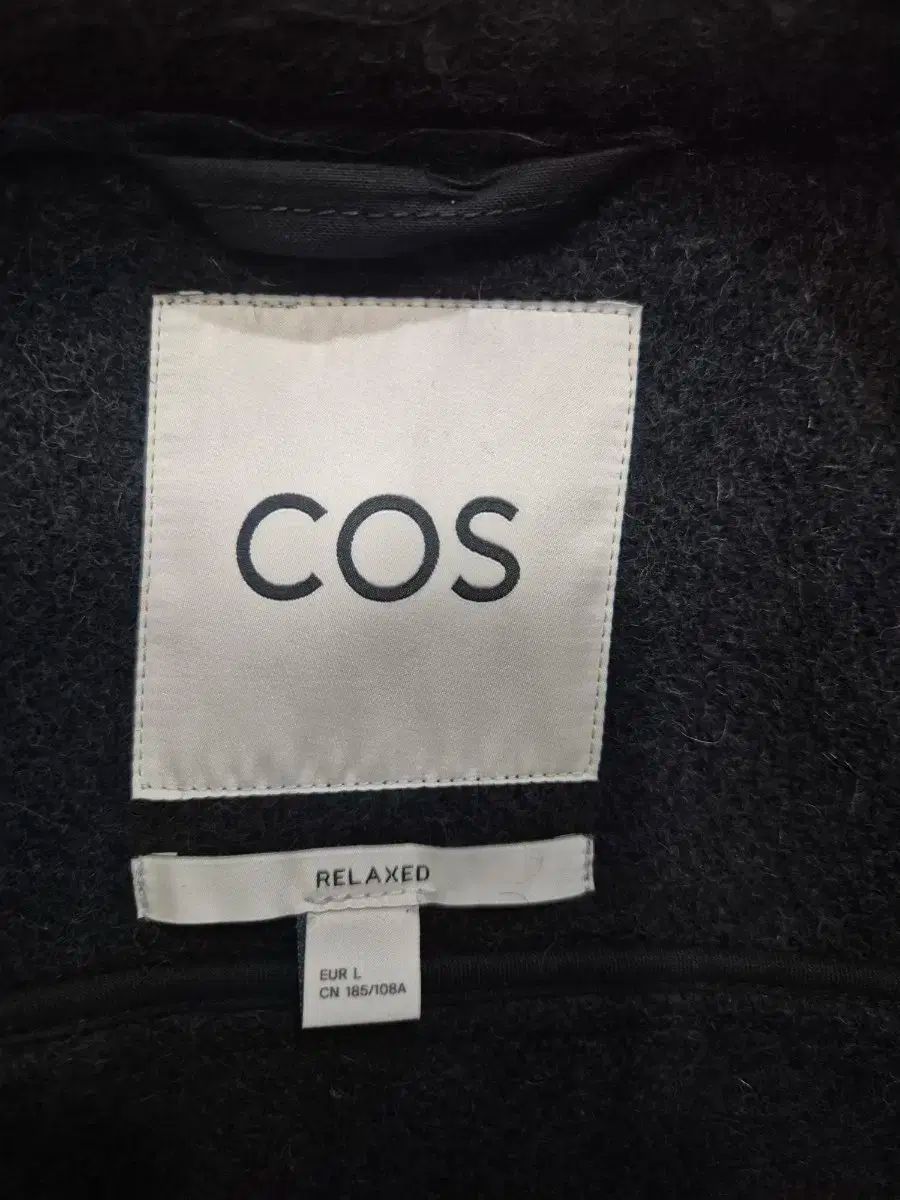 COS
RELAXED
EUR L
CN 185/108A